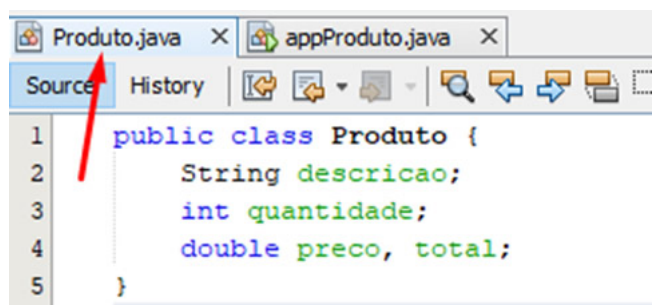 Produto.java appProduto.java
Source History
1 public class Produto {
2 String descricao;
3 int quantidade;
4 double preco, total;
5 }